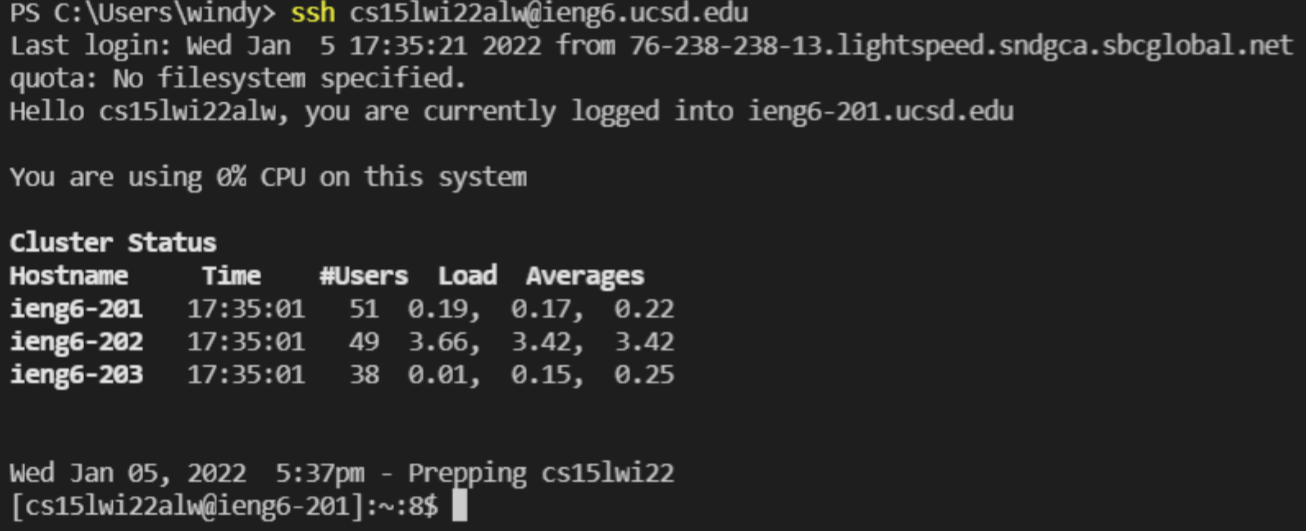 PS C:\Users\windy> ssh cs15lwi22alw@ieng6.ucsd.edu
Last login: Wed Jan  5 17:35:21 2022 from 76-238-238-13.lightspeed.sndgca.sbcglobal.net
quota: No filesystem specified.
Hello cs15lwi22alw, you are currently logged into ieng6-201.ucsd.edu
You are using 0% CPU on this system
Cluster Status
Hostname     Time    #Users  Load  Averages
ieng6-201   17:35:01   51  0.19,  0.17,  0.22
ieng6-202   17:35:01   49  3.66,  3.42,  3.42
ieng6-203   17:35:01   38  0.01,  0.15,  0.25
Wed Jan 05, 2022  5:37pm - Prepping cs15lwi22
[cs15lwi22alw@ieng6-201]:~:8$